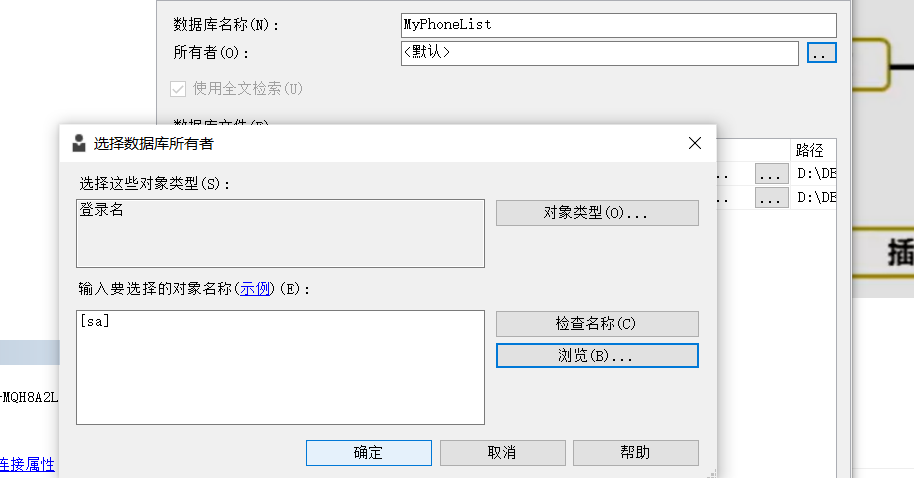 数据库名称(N)：
MyPhoneList
所有者(O)：
<默认>
..
使用全文检索(U)
数据库文件(F)
选择数据库所有者
路径
选择这些对象类型(S)：
..
...
D:\DE
登录名
对象类型(O)...
..
...
D:\DE
插
输入要选择的对象名称(示例)(E)：
[sa]
检查名称(C)
浏览(B)...
-MQH8A2L
确定
取消
帮助
连接属性